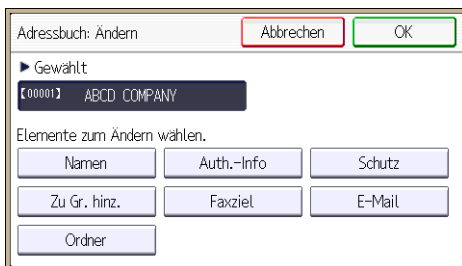 Adressbuch: Ändern Abbrechen OK
▶ Gewählt
【00001】 ABCD COMPANY
Elemente zum Ändern wählen.
Namen Auth.-Info Schutz
Zu Gr. hinz. Faxziel E-Mail
Ordner